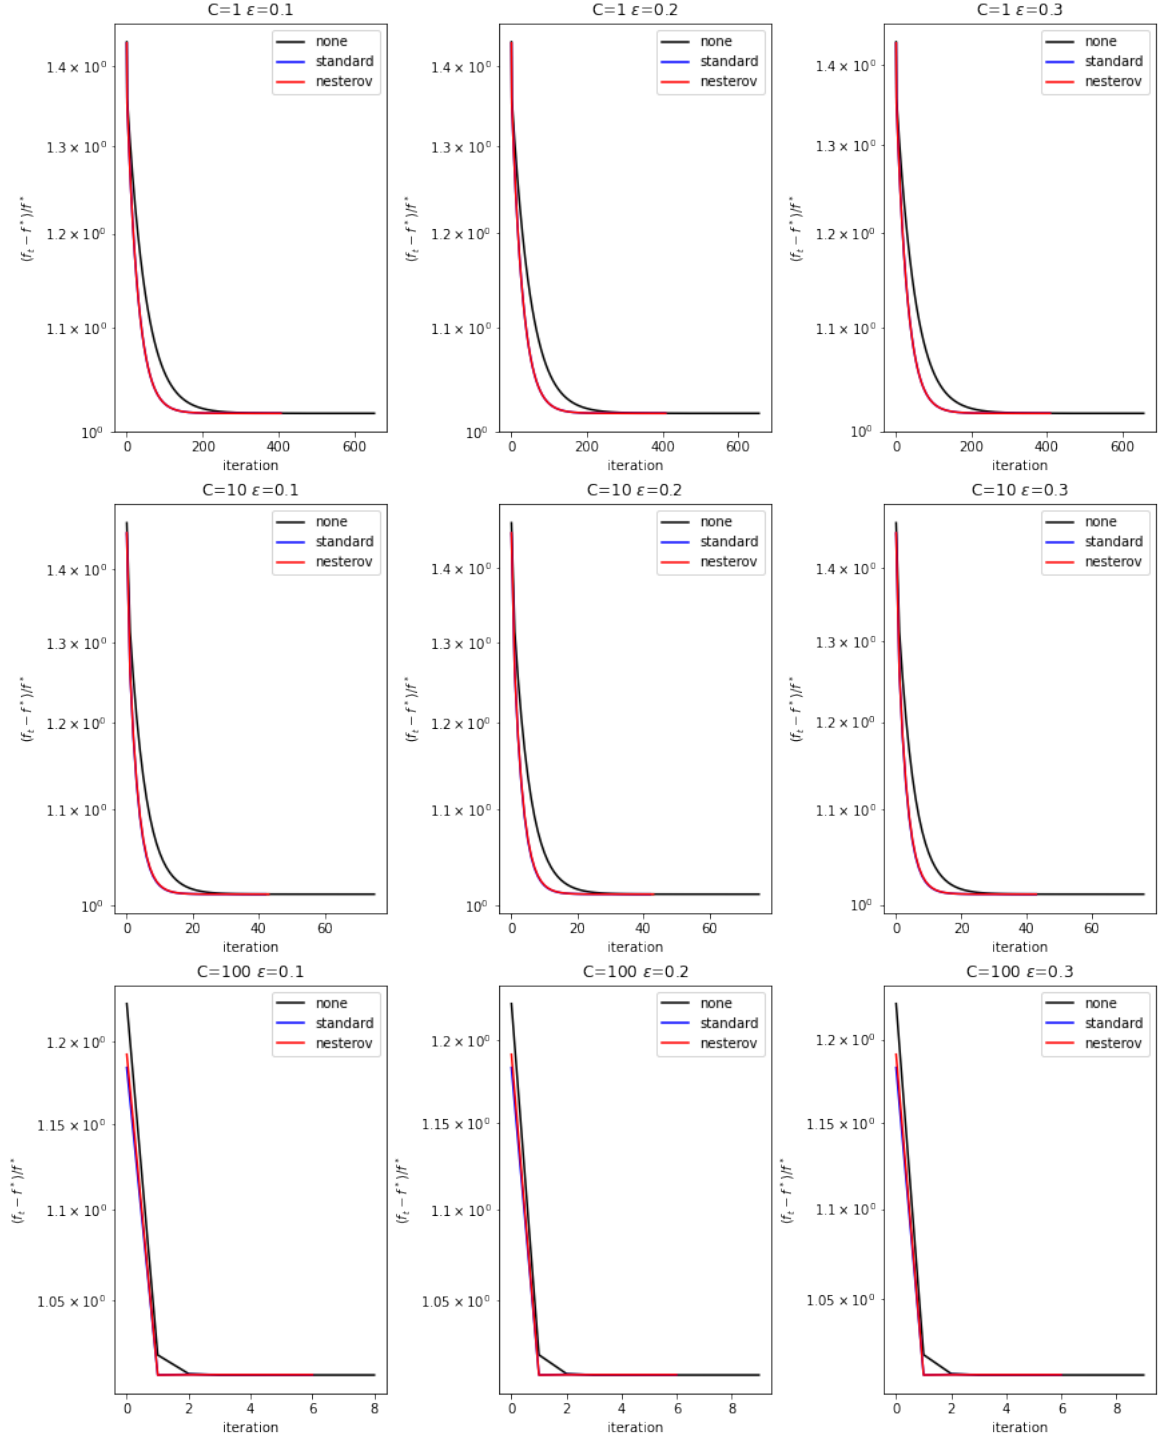 C=1 ε=0.1
none
standard
nesterov
1.4 × 10⁰
1.3 × 10⁰
1.2 × 10⁰
1.1 × 10⁰
10⁰
(f_t − f*)/f*
0 200 400 600
iteration
C=1 ε=0.2
none
standard
nesterov
1.4 × 10⁰
1.3 × 10⁰
1.2 × 10⁰
1.1 × 10⁰
10⁰
(f_t − f*)/f*
0 200 400 600
iteration
C=1 ε=0.3
none
standard
nesterov
1.4 × 10⁰
1.3 × 10⁰
1.2 × 10⁰
1.1 × 10⁰
10⁰
(f_t − f*)/f*
0 200 400 600
iteration
C=10 ε=0.1
none
standard
nesterov
1.4 × 10⁰
1.3 × 10⁰
1.2 × 10⁰
1.1 × 10⁰
10⁰
(f_t − f*)/f*
0 20 40 60
iteration
C=10 ε=0.2
none
standard
nesterov
1.4 × 10⁰
1.3 × 10⁰
1.2 × 10⁰
1.1 × 10⁰
10⁰
(f_t − f*)/f*
0 20 40 60
iteration
C=10 ε=0.3
none
standard
nesterov
1.4 × 10⁰
1.3 × 10⁰
1.2 × 10⁰
1.1 × 10⁰
10⁰
(f_t − f*)/f*
0 20 40 60
iteration
C=100 ε=0.1
none
standard
nesterov
1.2 × 10⁰
1.15 × 10⁰
1.1 × 10⁰
1.05 × 10⁰
(f_t − f*)/f*
0 2 4 6 8
iteration
C=100 ε=0.2
none
standard
nesterov
1.2 × 10⁰
1.15 × 10⁰
1.1 × 10⁰
1.05 × 10⁰
(f_t − f*)/f*
0 2 4 6 8
iteration
C=100 ε=0.3
none
standard
nesterov
1.2 × 10⁰
1.15 × 10⁰
1.1 × 10⁰
1.05 × 10⁰
(f_t − f*)/f*
0 2 4 6 8
iteration